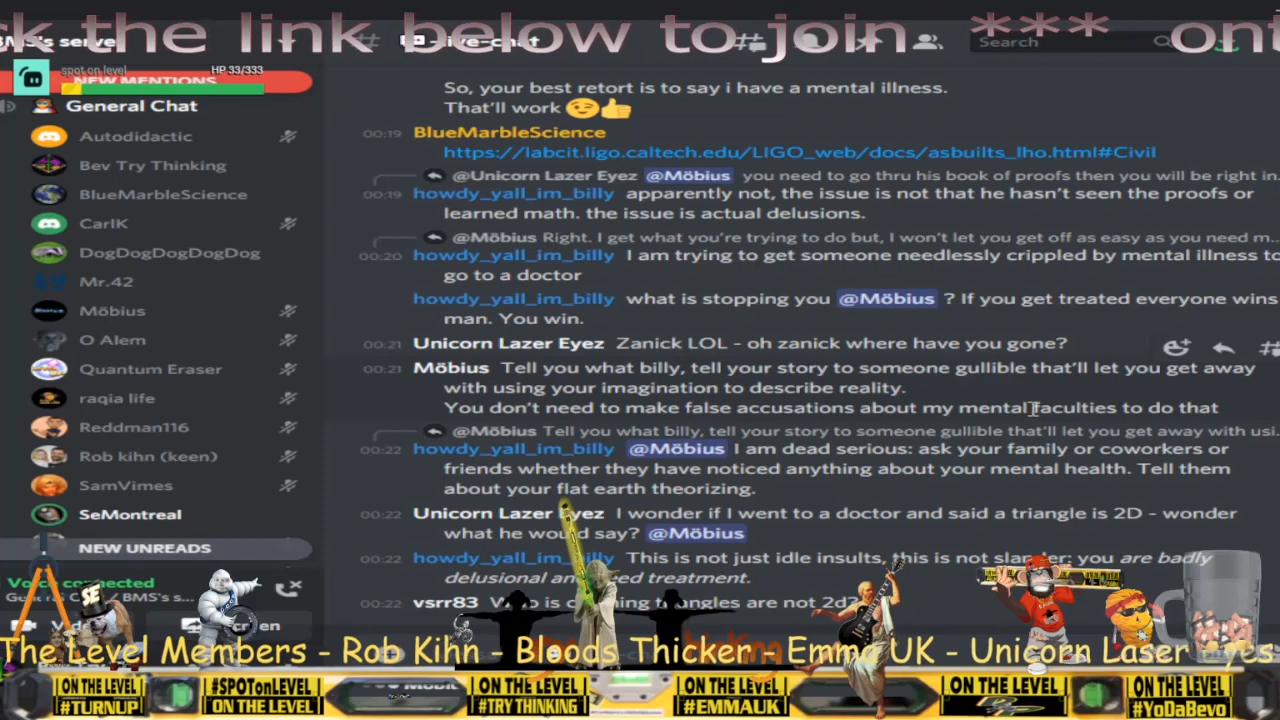 sk the link below to join *** ont
BMS's serve
live-chat
Search
spot on level HP 33/333
NEW MENTIONS
General Chat
Autodidactic
Bev Try Thinking
BlueMarbleScience
CarlK
DogDogDogDogDog
Mr.42
Möbius
O Alem
Quantum Eraser
raqia life
Reddman116
Rob kihn (keen)
SamVimes
SeMontreal
NEW UNREADS
Voice connected
BMS's s...
So, your best retort is to say i have a mental illness.
That'll work 😉👍
00:19 BlueMarbleScience
https://labcit.ligo.caltech.edu/LIGO_web/docs/asbuilts_lho.html#Civil
@Unicorn Lazer Eyez @Möbius you need to go thru his book of proofs then you will be right in.
00:19 howdy_yall_im_billy apparently not, the issue is not that he hasn't seen the proofs or
learned math. the issue is actual delusions.
@Möbius Right. I get what you're trying to do but, I won't let you get off as easy as you need m...
00:20 howdy_yall_im_billy I am trying to get someone needlessly crippled by mental illness to
go to a doctor
howdy_yall_im_billy what is stopping you @Möbius ? If you get treated everyone wins
man. You win.
00:21 Unicorn Lazer Eyez Zanick LOL - oh zanick where have you gone?
00:21 Möbius Tell you what billy, tell your story to someone gullible that'll let you get away
with using your imagination to describe reality.
You don't need to make false accusations about my mental faculties to do that
@Möbius Tell you what billy, tell your story to someone gullible that'll let you get away with usi...
00:22 howdy_yall_im_billy @Möbius I am dead serious: ask your family or coworkers or
friends whether they have noticed anything about your mental health. Tell them
about your flat earth theorizing.
00:22 Unicorn Lazer Eyez I wonder if I went to a doctor and said a triangle is 2D - wonder
what he would say? @Möbius
00:22 howdy_yall_im_billy This is not just idle insults, this is not slander: you are badly
delusional and need treatment.
00:22 vsrr83 is triangles are not 2d?
SE
The Level Members - Rob Kihn - Bloods Thicker - Emma UK - Unicorn Laser Eyes
ON THE LEVEL #TURNUP
#SPOTonLEVEL ON THE LEVEL
ON THE LEVEL #TRY THINKING
ON THE LEVEL #EMMAUK
ON THE LEVEL
ON THE LEVEL #YoDaBevo